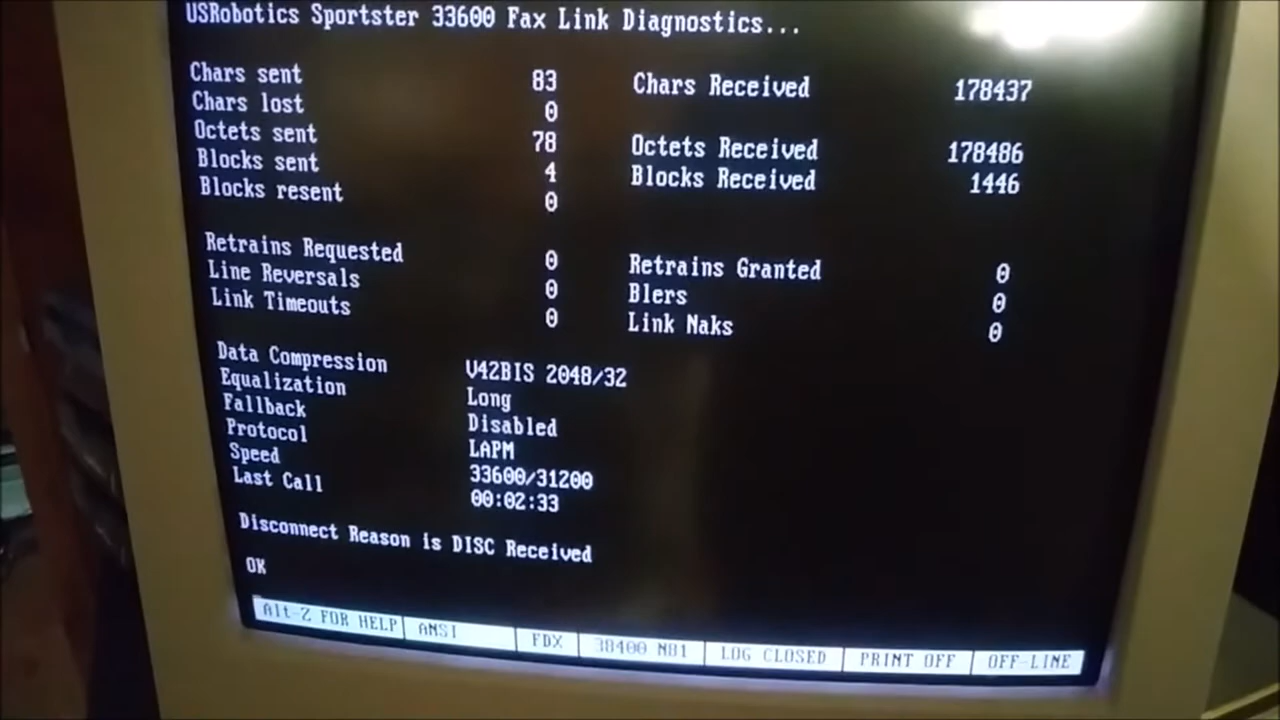 USRobotics Sportster 33600 Fax Link Diagnostics...
Chars sent 83 Chars Received 178437
Chars lost 0
Octets sent 78 Octets Received 178486
Blocks sent 4 Blocks Received 1446
Blocks resent 0
Retrains Requested 0 Retrains Granted 0
Line Reversals 0 Blers 0
Link Timeouts 0 Link Naks 0
Data Compression V42BIS 2048/32
Equalization Long
Fallback Disabled
Protocol LAPM
Speed 33600/31200
Last Call 00:02:33
Disconnect Reason is DISC Received
OK
Alt-Z FOR HELP ANSI FDX 38400 N81 LOG CLOSED PRINT OFF OFF-LINE